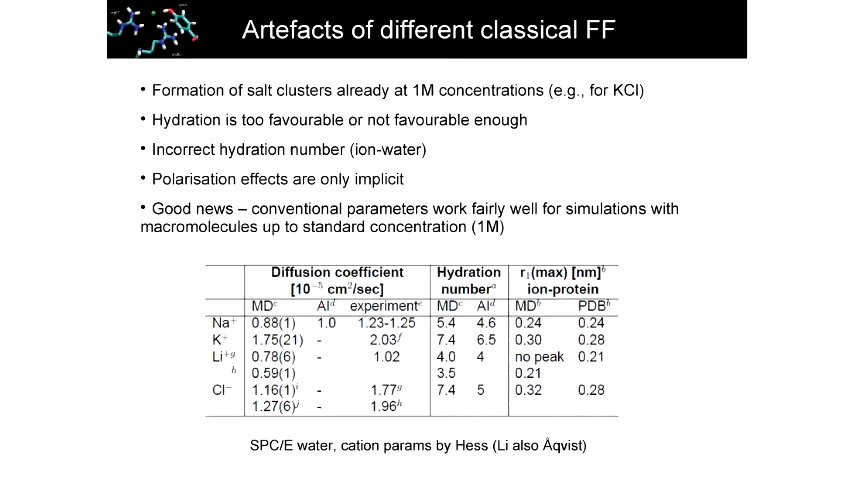 Artefacts of different classical FF
• Formation of salt clusters already at 1M concentrations (e.g., for KCl)
• Hydration is too favourable or not favourable enough
• Incorrect hydration number (ion-water)
• Polarisation effects are only implicit
• Good news – conventional parameters work fairly well for simulations with
macromolecules up to standard concentration (1M)
Diffusion coefficient Hydration r₁(max) [nm]ᵇ
[10⁻⁵ cm²/sec] numberᵃ ion-protein
MDᶜ AIᵈ experimentᵉ MDᶜ AIᵈ MDᵇ PDBᵇ
Na⁺ 0.88(1) 1.0 1.23-1.25 5.4 4.6 0.24 0.24
K⁺ 1.75(21) - 2.03ᶠ 7.4 6.5 0.30 0.28
Li⁺ᵍ 0.78(6) - 1.02 4.0 4 no peak 0.21
ʰ 0.59(1) 3.5 0.21
Cl⁻ 1.16(1)ⁱ - 1.77ᵍ 7.4 5 0.32 0.28
1.27(6)ʲ - 1.96ʰ
SPC/E water, cation params by Hess (Li also Åqvist)